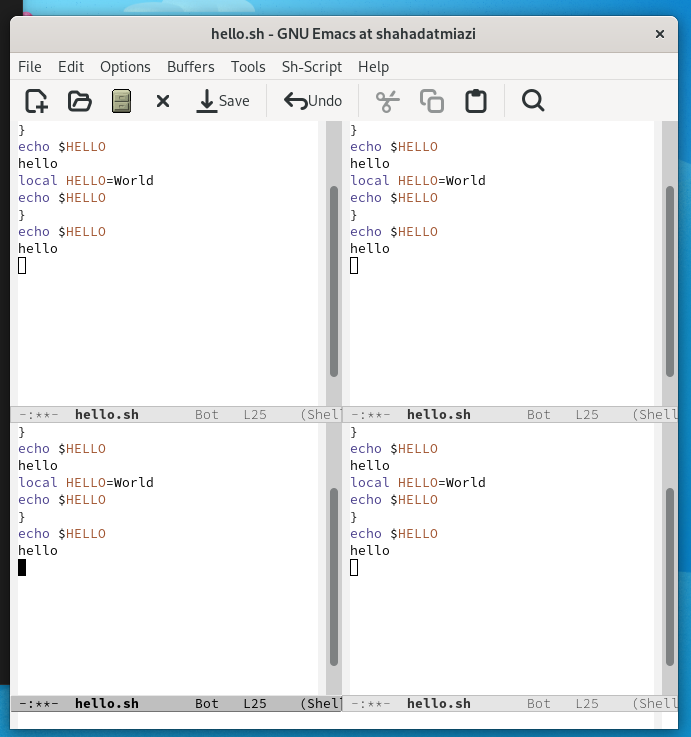 hello.sh - GNU Emacs at shahadatmiazi
File Edit Options Buffers Tools Sh-Script Help
Save Undo
}
echo $HELLO
hello
local HELLO=World
echo $HELLO
}
echo $HELLO
hello
-:**- hello.sh Bot L25 (Shel
}
echo $HELLO
hello
local HELLO=World
echo $HELLO
}
echo $HELLO
hello
-:**- hello.sh Bot L25 (Shell
}
echo $HELLO
hello
local HELLO=World
echo $HELLO
}
echo $HELLO
hello
-:**- hello.sh Bot L25 (Shel
}
echo $HELLO
hello
local HELLO=World
echo $HELLO
}
echo $HELLO
hello
-:**- hello.sh Bot L25 (Shell